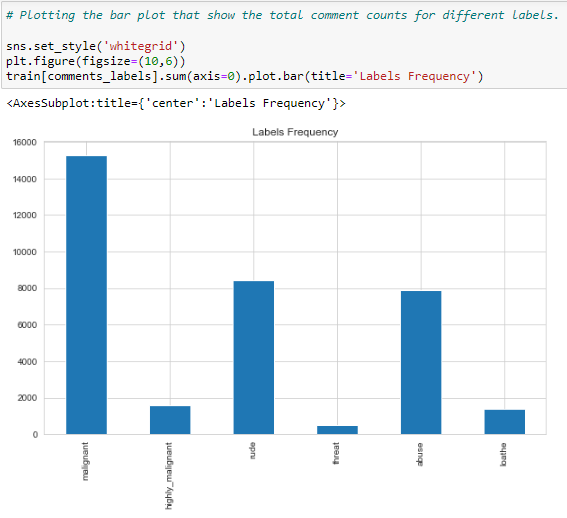 # Plotting the bar plot that show the total comment counts for different labels.
sns.set_style('whitegrid')
plt.figure(figsize=(10,6))
train[comments_labels].sum(axis=0).plot.bar(title='Labels Frequency')
<AxesSubplot:title={'center':'Labels Frequency'}>
Labels Frequency
16000
14000
12000
10000
8000
6000
4000
2000
0
malignant
highly_malignant
rude
threat
abuse
loathe